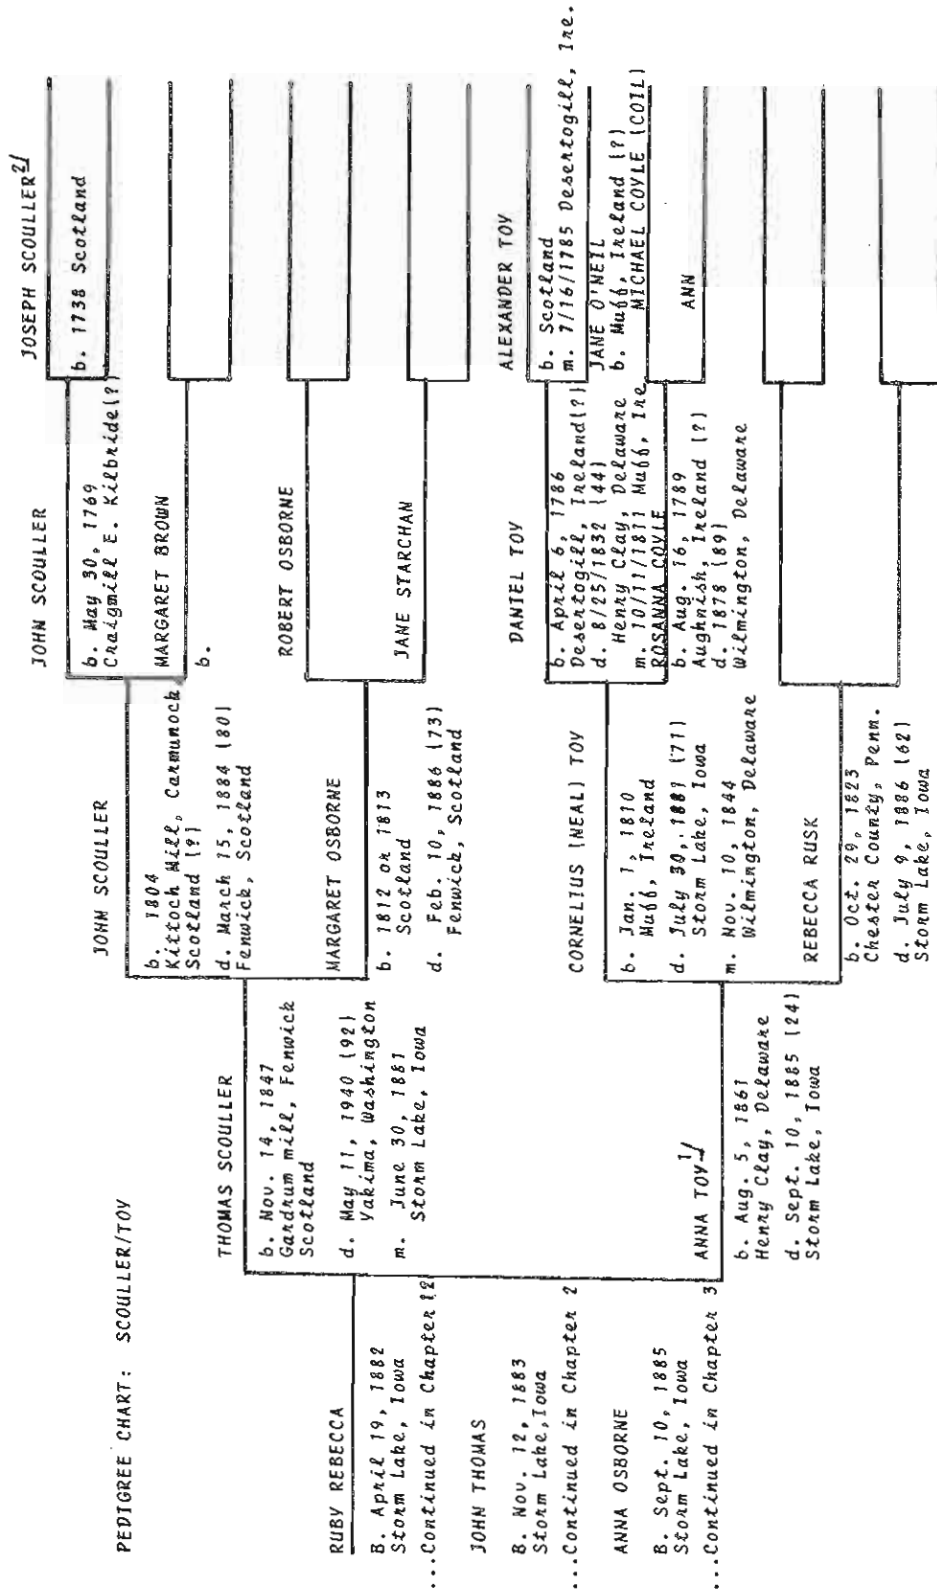 PEDIGREE CHART: SCOULLER/TOY
RUBY REBECCA
B. April 19, 1882
Storm Lake, Iowa
...Continued in Chapter 12
JOHN THOMAS
B. Nov. 12, 1883
Storm Lake, Iowa
...Continued in Chapter 2
ANNA OSBORNE
B. Sept. 10, 1885
Storm Lake, Iowa
...Continued in Chapter 3
THOMAS SCOULLER
b. Nov. 14, 1847
Gardrum mill, Fenwick
Scotland
d. May 11, 1940 (92)
Yakima, Washington
m. June 30, 1881
Storm Lake, Iowa
ANNA TOY 1/
b. Aug. 5, 1861
Henry Clay, Delaware
d. Sept. 10, 1885 (24)
Storm Lake, Iowa
JOHN SCOULLER
b. 1804
Kittoch Mill, Carmunock
Scotland (?)
d. March 15, 1884 (80)
Fenwick, Scotland
MARGARET OSBORNE
b. 1812 or 1813
Scotland
d. Feb. 10, 1886 (73)
Fenwick, Scotland
CORNELIUS (NEAL) TOY
b. Jan. 1, 1810
Muff, Ireland
d. July 30, 1881 (71)
Storm Lake, Iowa
m. Nov. 10, 1844
Wilmington, Delaware
REBECCA RUSK
b. Oct. 29, 1823
Chester County, Penn.
d. July 9, 1886 (62)
Storm Lake, Iowa
JOHN SCOULLER
b. May 30, 1769
Craigmill E. Kilbride(?)
MARGARET BROWN
b.
ROBERT OSBORNE
JANE STARCHAN
DANIEL TOY
b. April 6, 1786
Desertogill, Ireland(?)
d. 8/25/1832 (44)
Henry Clay, Delaware
m. 10/11/1811 Muff, Ire
ROSANNA COYLE
b. Aug. 16, 1789
Aughnish, Ireland (?)
d. 1878 (89)
Wilmington, Delaware
JOSEPH SCOULLER 2/
b. 1738 Scotland
ALEXANDER TOY
b. Scotland
m. 7/16/1785 Desertogill, Ire.
JANE O'NEIL
b. Muff, Ireland (?)
MICHAEL COYLE (COIL)
ANN